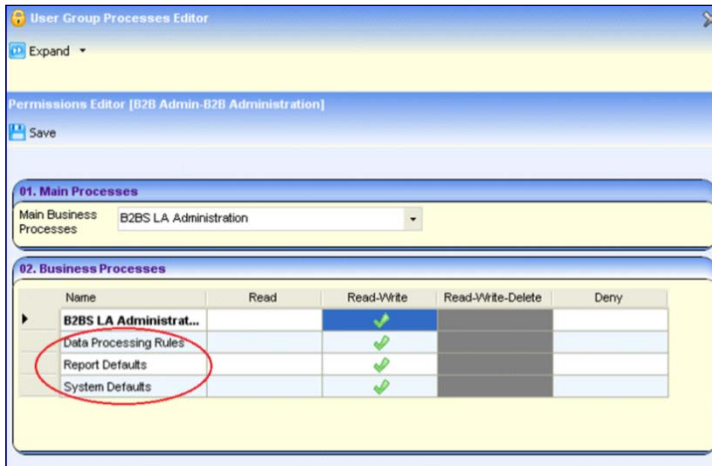 User Group Processes Editor
Expand
Permissions Editor [B2B Admin-B2B Administration]
Save
01. Main Processes
Main Business Processes
B2BS LA Administration
02. Business Processes
Name Read Read-Write Read-Write-Delete Deny
B2BS LA Administrat...
Data Processing Rules
Report Defaults
System Defaults